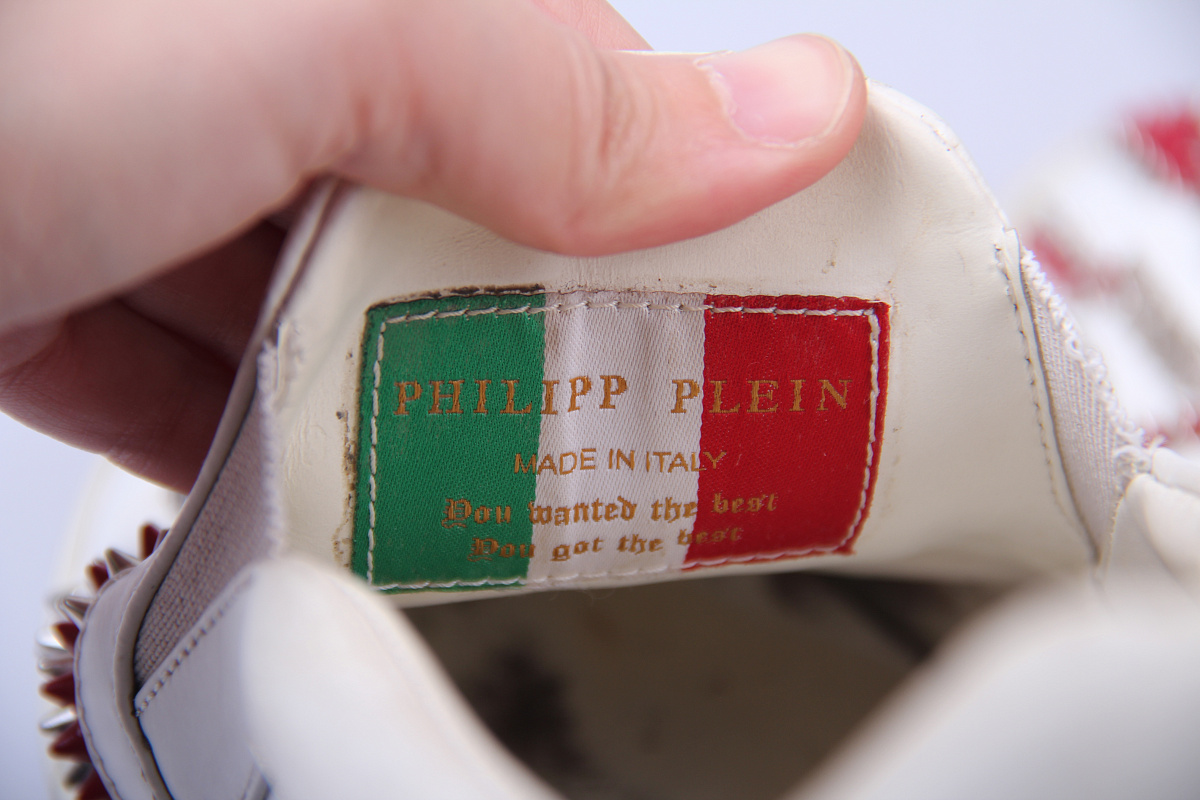 PHILIPP PLEIN
MADE IN ITALY
You wanted the best
You got the best